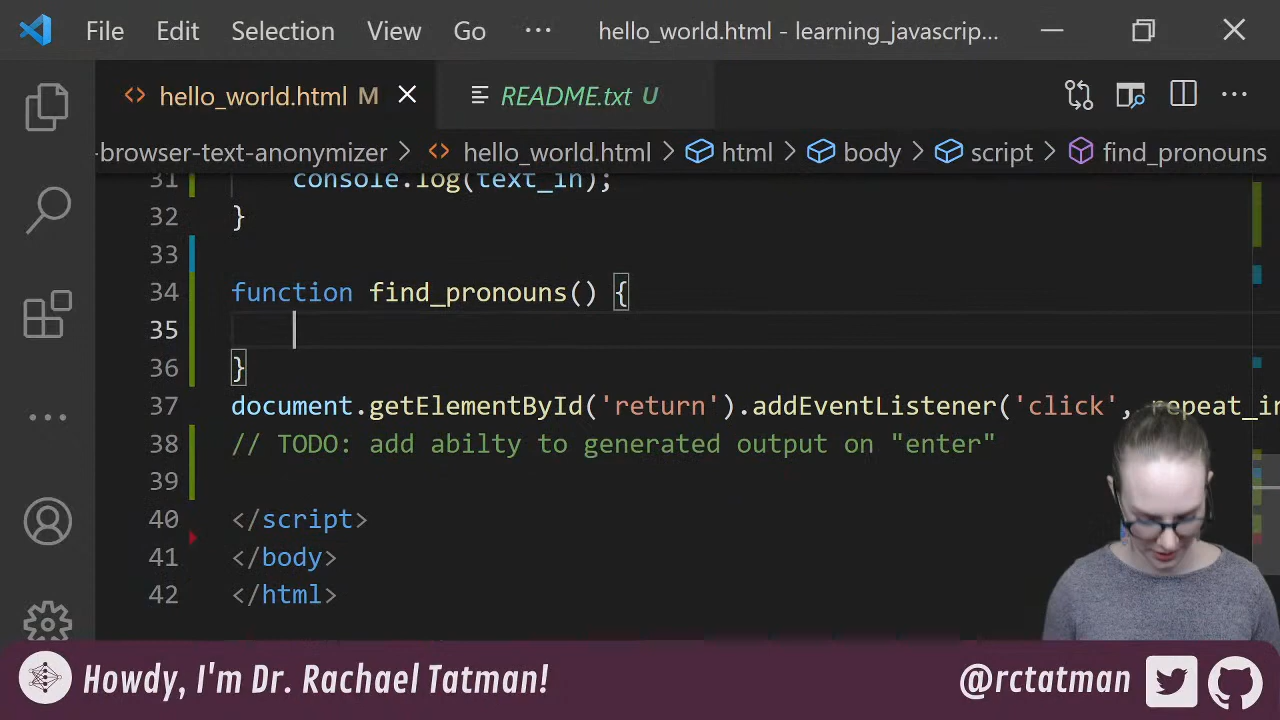 File Edit Selection View Go ··· hello_world.html - learning_javascrip...
hello_world.html M README.txt U
-browser-text-anonymizer > hello_world.html > html > body > script > find_pronouns
31 console.log(text_in);
32 }
33
34 function find_pronouns() {
35
36 }
37 document.getElementById('return').addEventListener('click', repeat_in
38 // TODO: add abilty to generated output on "enter"
39
40 </script>
41 </body>
42 </html>
Howdy, I'm Dr. Rachael Tatman! @rctatman